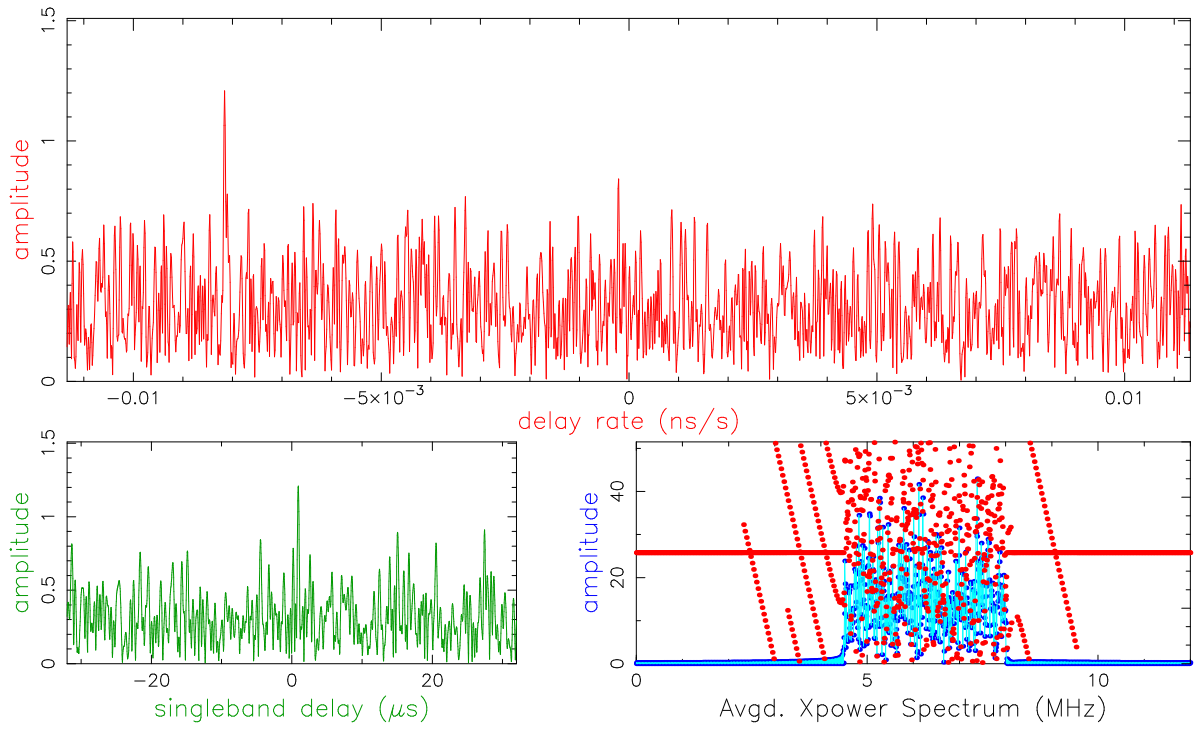 1.5
1
0.5
0
amplitude
−0.01 −5×10⁻³ 0 5×10⁻³ 0.01
delay rate (ns/s)
1.5
1
0.5
0
amplitude
−20 0 20
singleband delay (μs)
40
20
0
amplitude
0 5 10
Avgd. Xpower Spectrum (MHz)